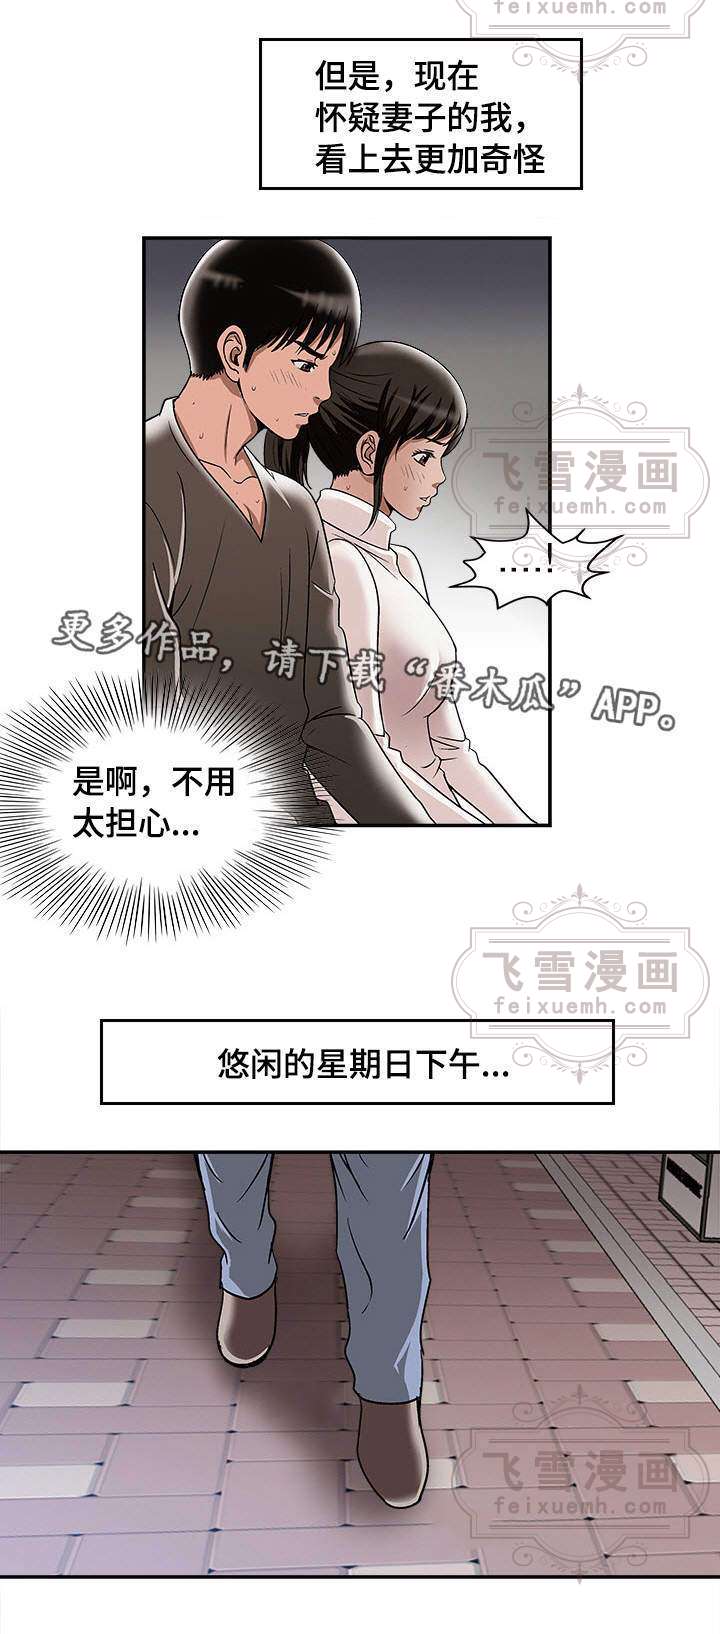 feixuemh.com
但是，现在
怀疑妻子的我，
看上去更加奇怪
飞雪漫画
feixuemh.com
......!
更多作品，请下载“番木瓜”APP。
是啊，不用
太担心...
飞雪漫画
feixuemh.com
悠闲的星期日下午...
飞雪漫画
feixuemh.com